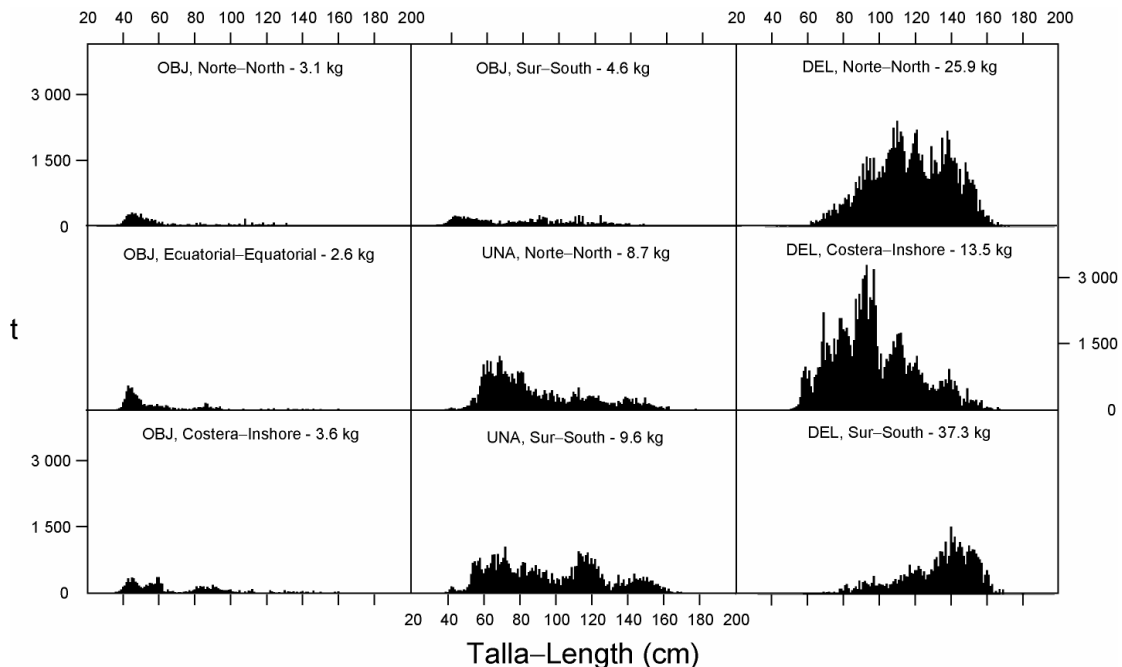 20 40 60 80 100 120 140 160 200 20 60 100 120 140 160 200
OBJ, Norte–North - 3.1 kg
OBJ, Sur–South - 4.6 kg
DEL, Norte–North - 25.9 kg
3 000
1 500
0
OBJ, Ecuatorial–Equatorial - 2.6 kg
UNA, Norte–North - 8.7 kg
DEL, Costera–Inshore - 13.5 kg
3 000
1 500
0
t
OBJ, Costera–Inshore - 3.6 kg
UNA, Sur–South - 9.6 kg
DEL, Sur–South - 37.3 kg
3 000
1 500
0
20 40 60 80 100 120 140 160 200
Talla–Length (cm)